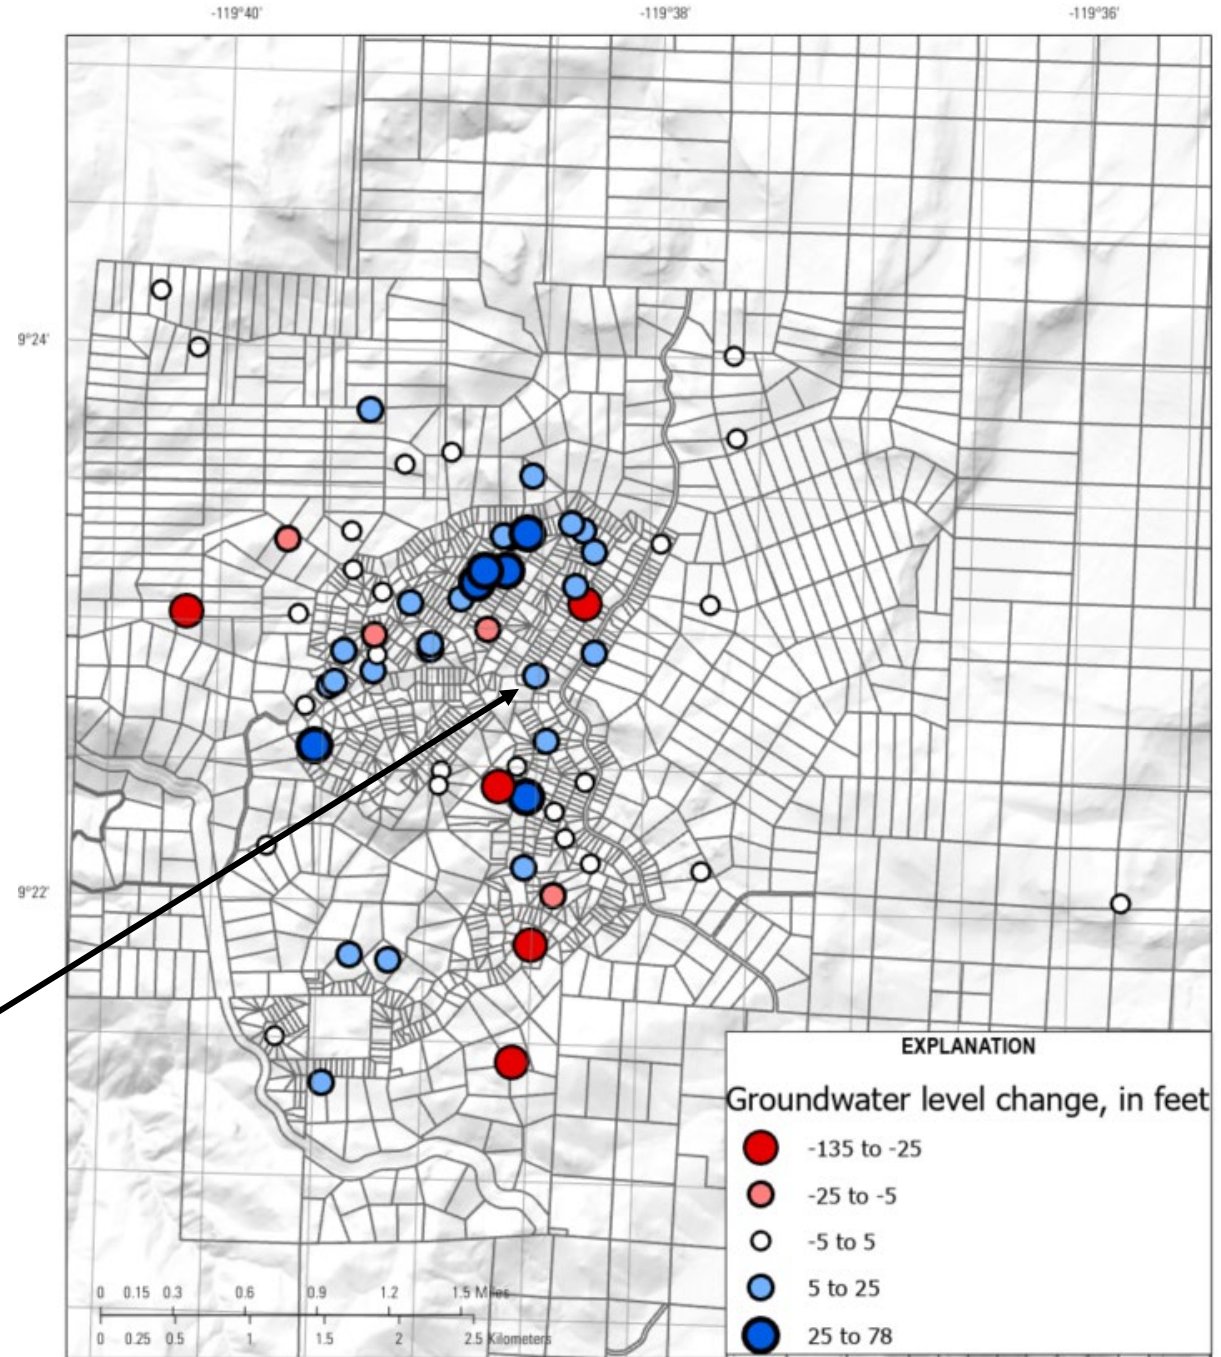 -119°40' -119°38' -119°36'
9°24'
9°22'
EXPLANATION
Groundwater level change, in feet
-135 to -25
-25 to -5
-5 to 5
5 to 25
25 to 78
0 0.15 0.3 0.6 0.9 1.2 1.5 Miles
0 0.25 0.5 1 1.5 2 2.5 Kilometers